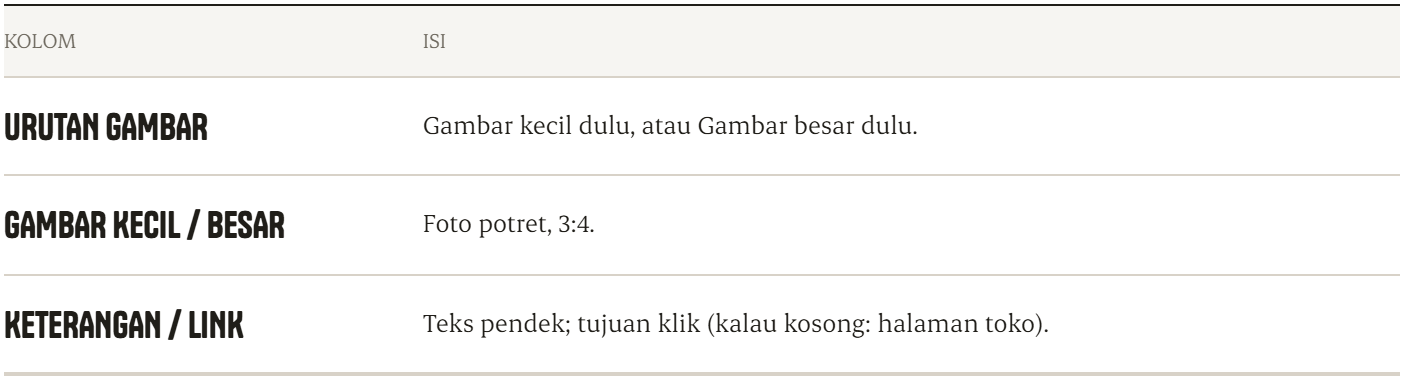 KOLOM ISI
URUTAN GAMBAR Gambar kecil dulu, atau Gambar besar dulu.
GAMBAR KECIL / BESAR Foto potret, 3:4.
KETERANGAN / LINK Teks pendek; tujuan klik (kalau kosong: halaman toko).